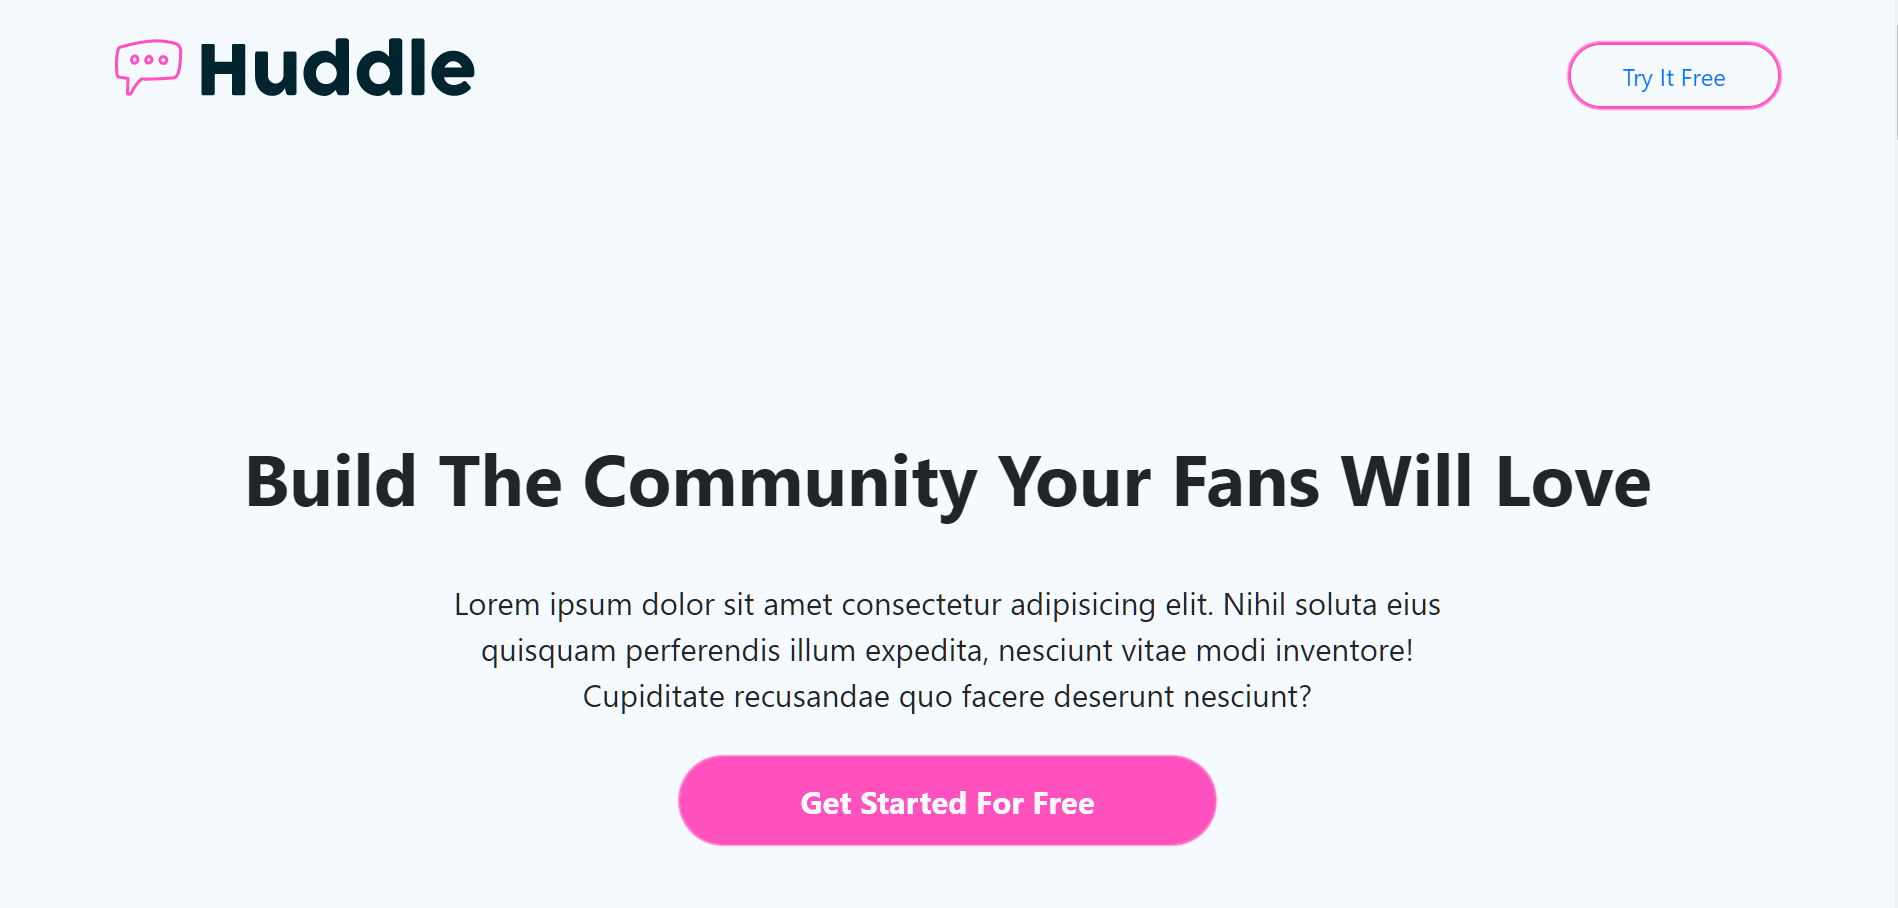 Huddle
Try It Free
Build The Community Your Fans Will Love
Lorem ipsum dolor sit amet consectetur adipisicing elit. Nihil soluta eius
quisquam perferendis illum expedita, nesciunt vitae modi inventore!
Cupiditate recusandae quo facere deserunt nesciunt?
Get Started For Free